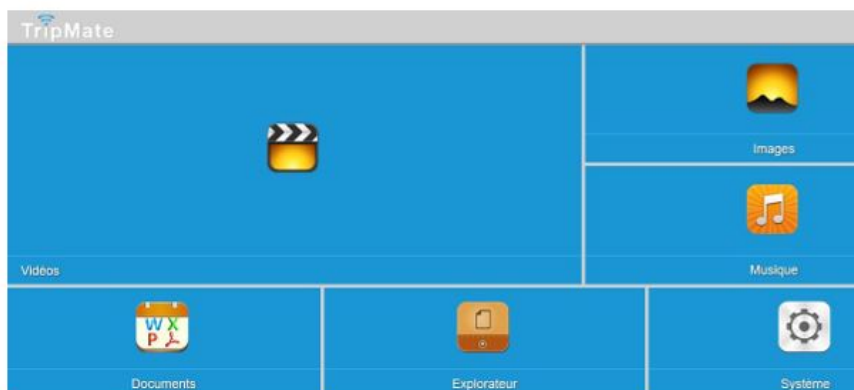 TripMate
Images
Vidéos
Musique
W X
P
Documents
Explorateur
Système